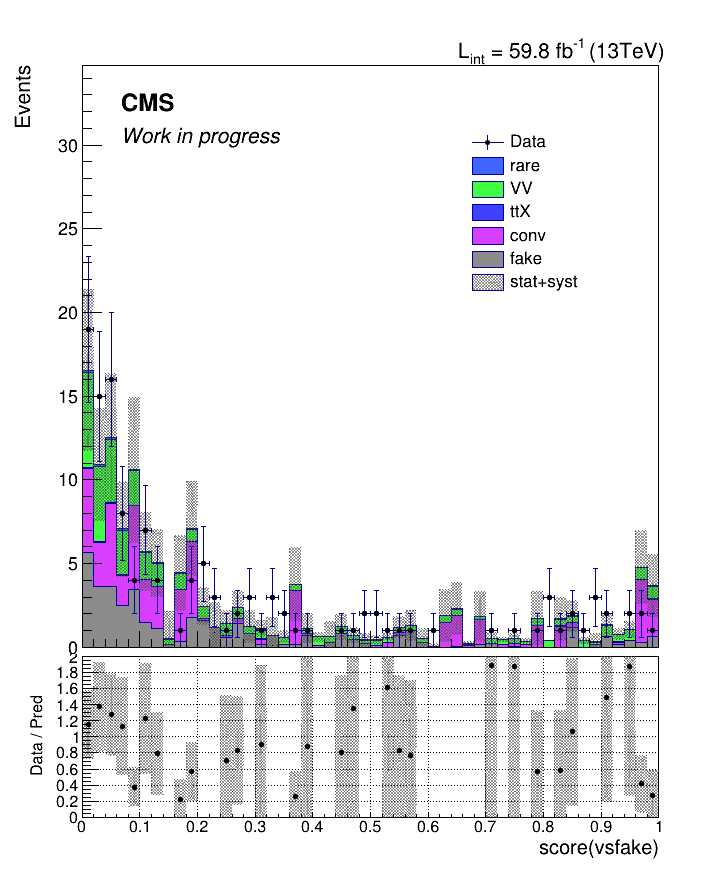 L_int = 59.8 fb^-1 (13TeV)
Events
CMS
Work in progress
Data
rare
VV
ttX
conv
fake
stat+syst
30
25
20
15
10
5
0
Data / Pred
2
1.8
1.6
1.4
1.2
1
0.8
0.6
0.4
0.2
0
0 0.1 0.2 0.3 0.4 0.5 0.6 0.7 0.8 0.9 1
score(vsfake)